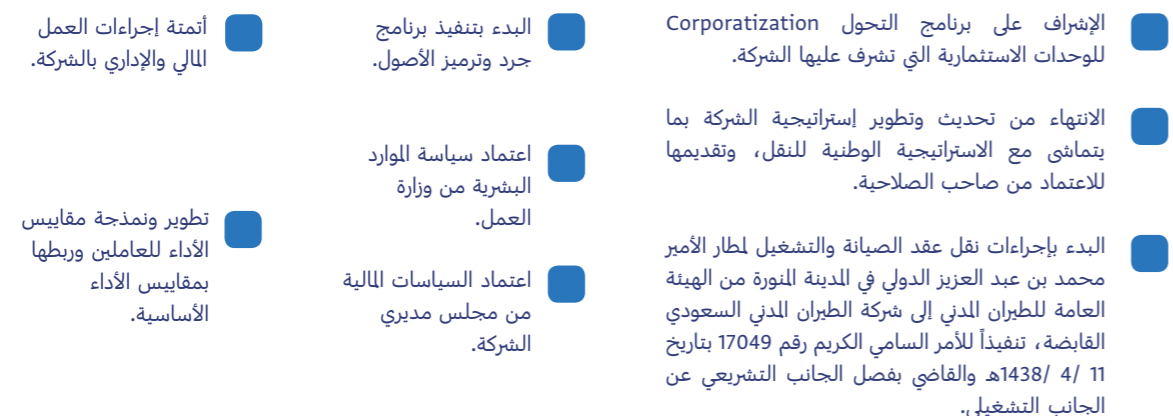 الإشراف على برنامج التحول Corporatization
للوحدات الاستثمارية التي تشرف عليها الشركة.
الانتهاء من تحديث وتطوير إستراتيجية الشركة بما
يتماشى مع الاستراتيجية الوطنية للنقل، وتقديمها
للاعتماد من صاحب الصلاحية.
البدء بإجراءات نقل عقد الصيانة والتشغيل لمطار الأمير
محمد بن عبد العزيز الدولي في المدينة المنورة من الهيئة
العامة للطيران المدني إلى شركة الطيران المدني السعودي
القابضة، تنفيذاً للأمر السامي الكريم رقم 17049 بتاريخ
11 /4 /1438هـ والقاضي بفصل الجانب التشريعي عن
الجانب التشغيلي.
البدء بتنفيذ برنامج
جرد وترميز الأصول.
اعتماد سياسة الموارد
البشرية من وزارة
العمل.
اعتماد السياسات المالية
من مجلس مديري
الشركة.
أتمتة إجراءات العمل
المالي والإداري بالشركة.
تطوير ونمذجة مقاييس
الأداء للعاملين وربطها
بمقاييس الأداء
الأساسية.